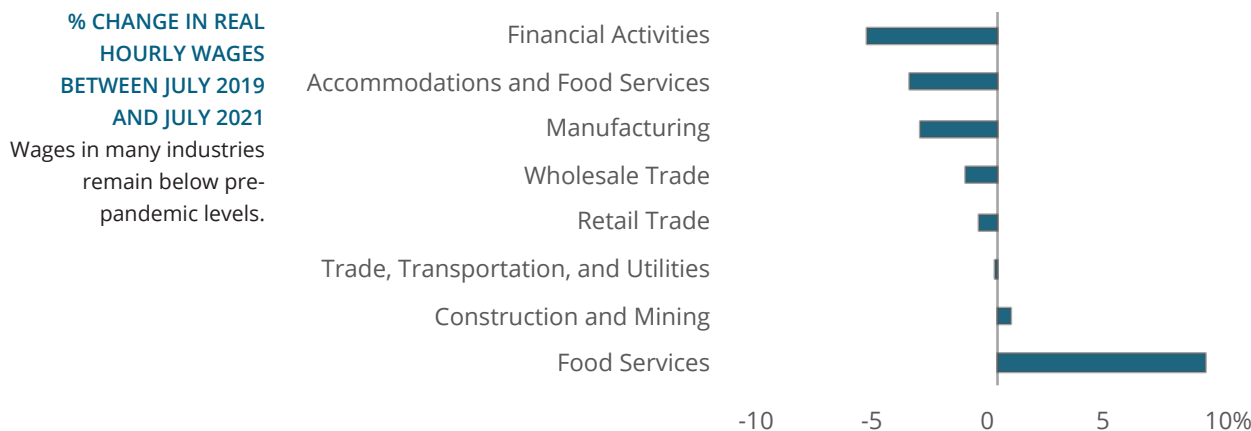 % CHANGE IN REAL
HOURLY WAGES
BETWEEN JULY 2019
AND JULY 2021
Wages in many industries
remain below pre-
pandemic levels.
Financial Activities
Accommodations and Food Services
Manufacturing
Wholesale Trade
Retail Trade
Trade, Transportation, and Utilities
Construction and Mining
Food Services
-10 -5 0 5 10%